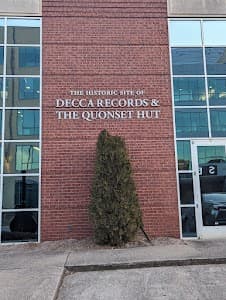 THE HISTORIC SITE OF
DECCA RECORDS &
THE QUONSET HUT